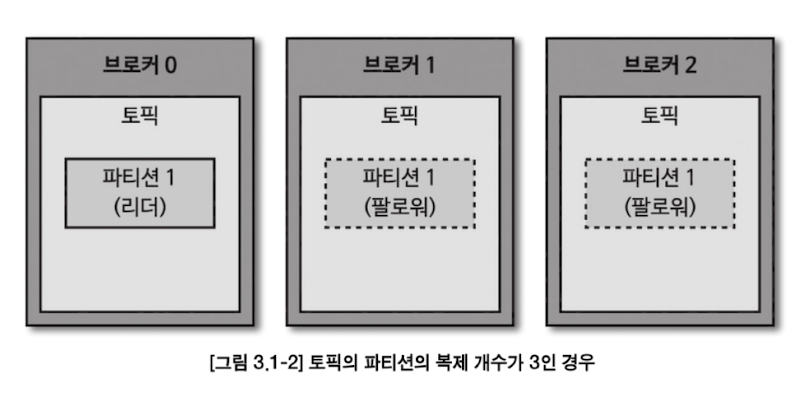 브로커 0
토픽
파티션 1
(리더)
브로커 1
토픽
파티션 1
(팔로워)
브로커 2
토픽
파티션 1
(팔로워)
[그림 3.1-2] 토픽의 파티션의 복제 개수가 3인 경우